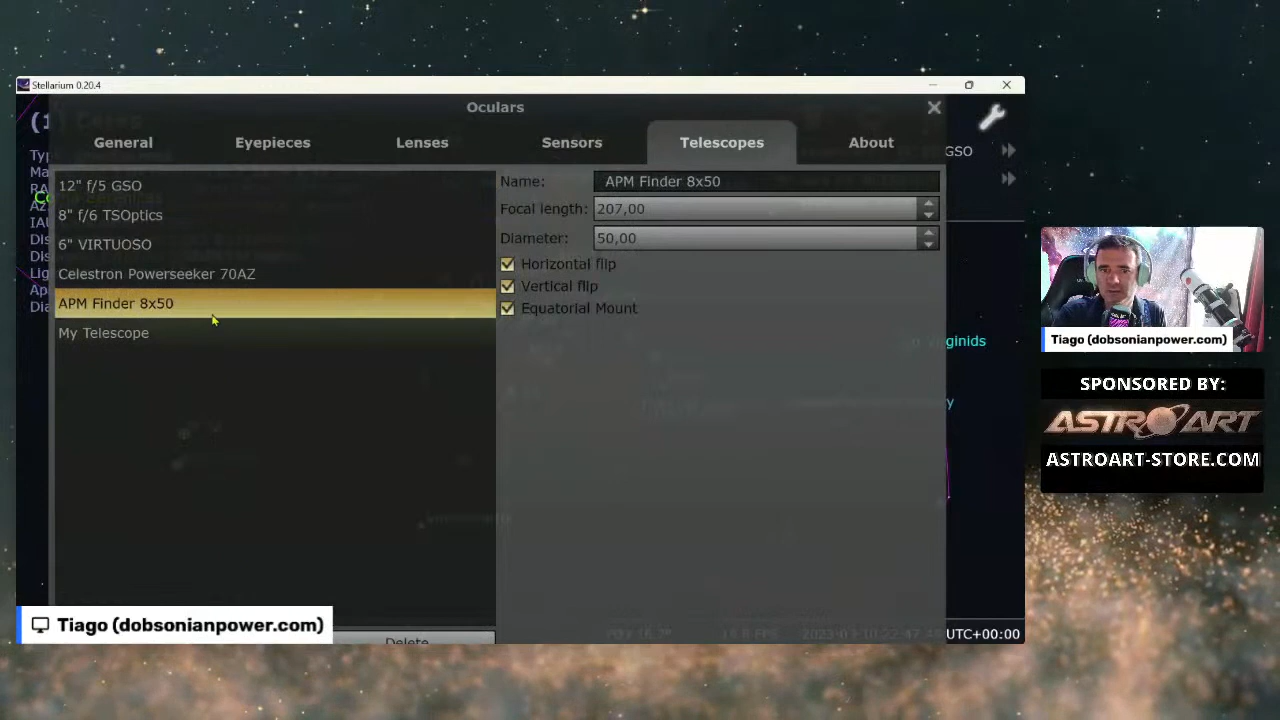 Stellarium 0.20.4
Oculars
General
Eyepieces
Lenses
Sensors
Telescopes
About
12" f/5 GSO
8" f/6 TSOptics
6" VIRTUOSO
Celestron Powerseeker 70AZ
APM Finder 8x50
My Telescope
Name: APM Finder 8x50
Focal length: 207,00
Diameter: 50,00
Horizontal flip
Vertical flip
Equatorial Mount
GSO
Delete
UTC+00:00
Tiago (dobsonianpower.com)
Tiago (dobsonianpower.com)
SPONSORED BY:
ASTROART
ASTROART-STORE.COM